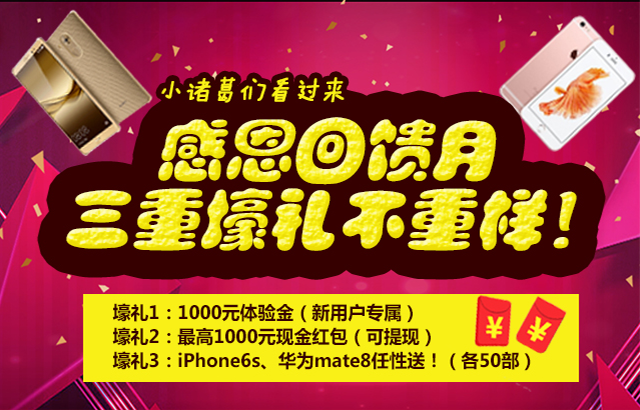 小诸葛们看过来
感恩回馈月
三重壕礼不重样!
壕礼1：1000元体验金（新用户专属）
壕礼2：最高1000元现金红包（可提现）
壕礼3：iPhone6s、华为mate8任性送！（各50部）
¥ ¥